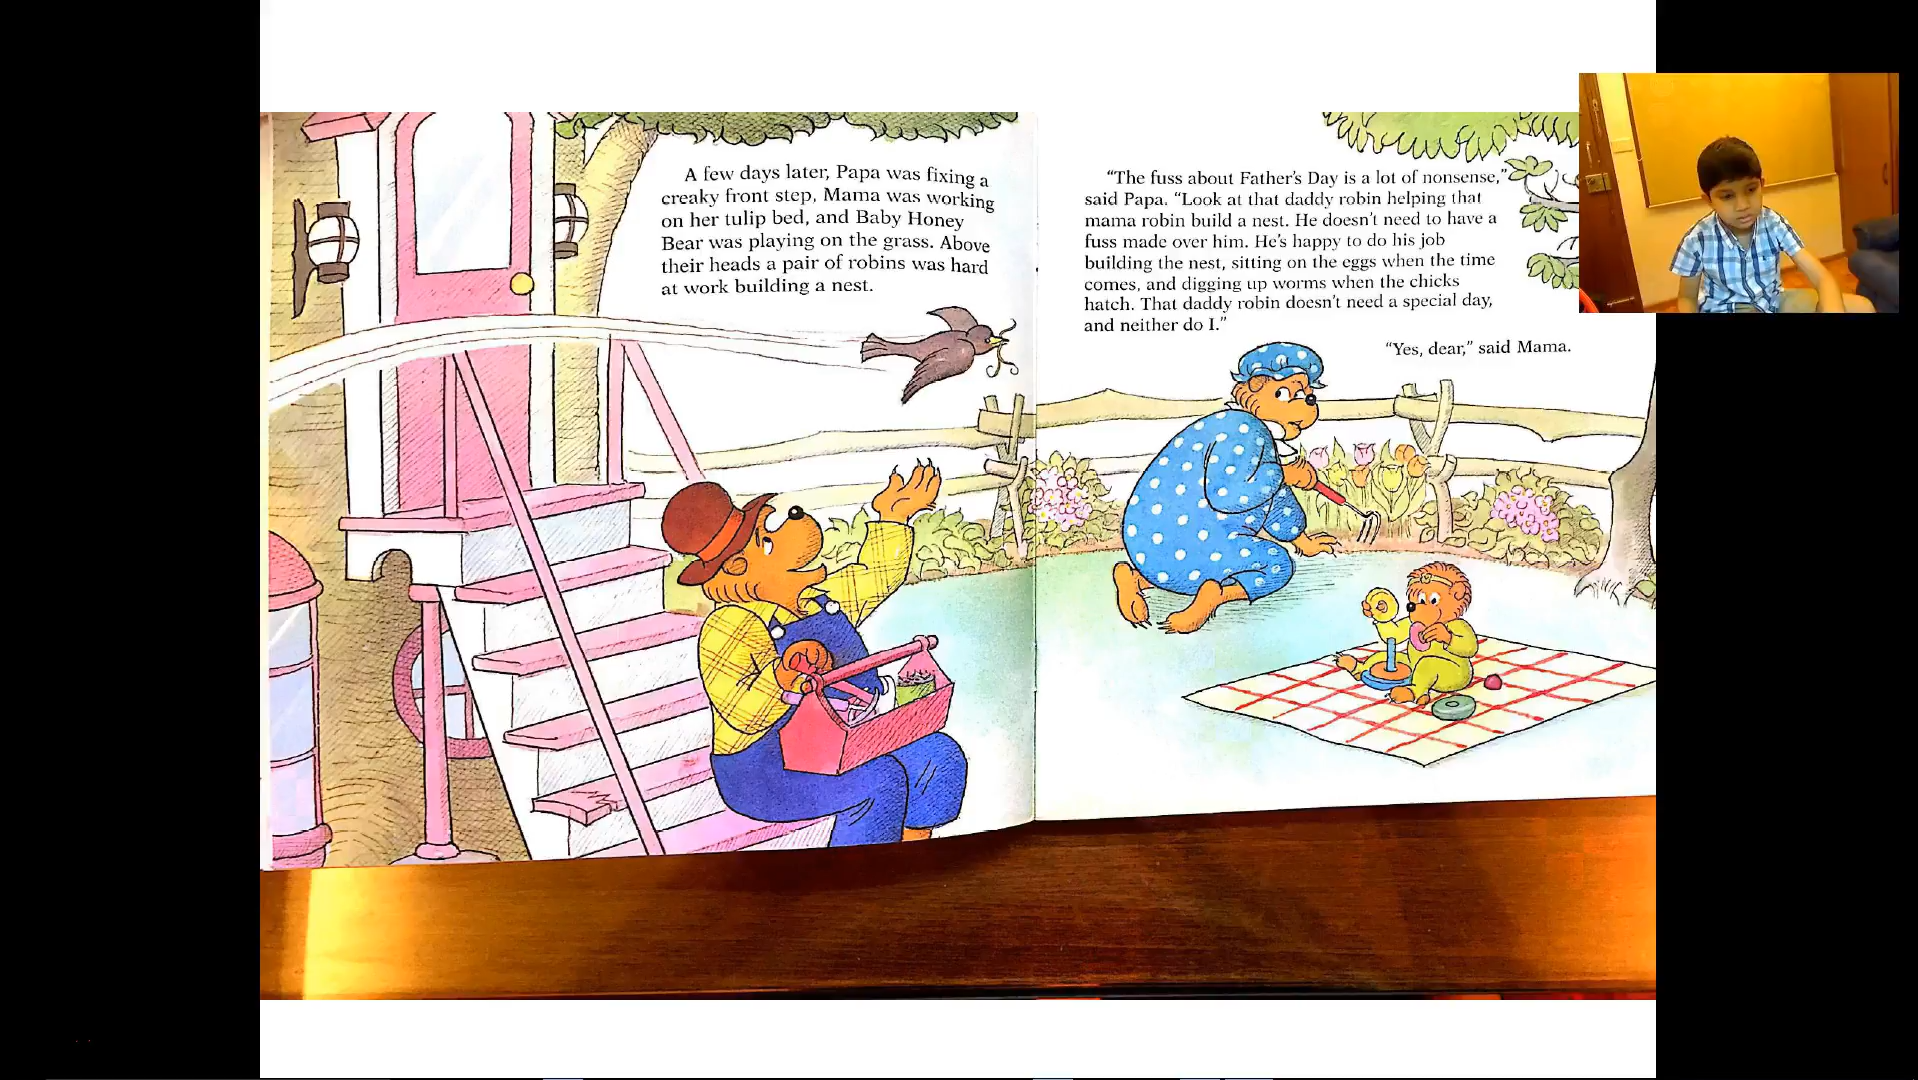 A few days later, Papa was fixing a
creaky front step, Mama was working
on her tulip bed, and Baby Honey
Bear was playing on the grass. Above
their heads a pair of robins was hard
at work building a nest.
“The fuss about Father’s Day is a lot of nonsense,”
said Papa. “Look at that daddy robin helping that
mama robin build a nest. He doesn’t need to have a
fuss made over him. He’s happy to do his job
building the nest, sitting on the eggs when the time
comes, and digging up worms when the chicks
hatch. That daddy robin doesn’t need a special day,
and neither do I.”
“Yes, dear,” said Mama.